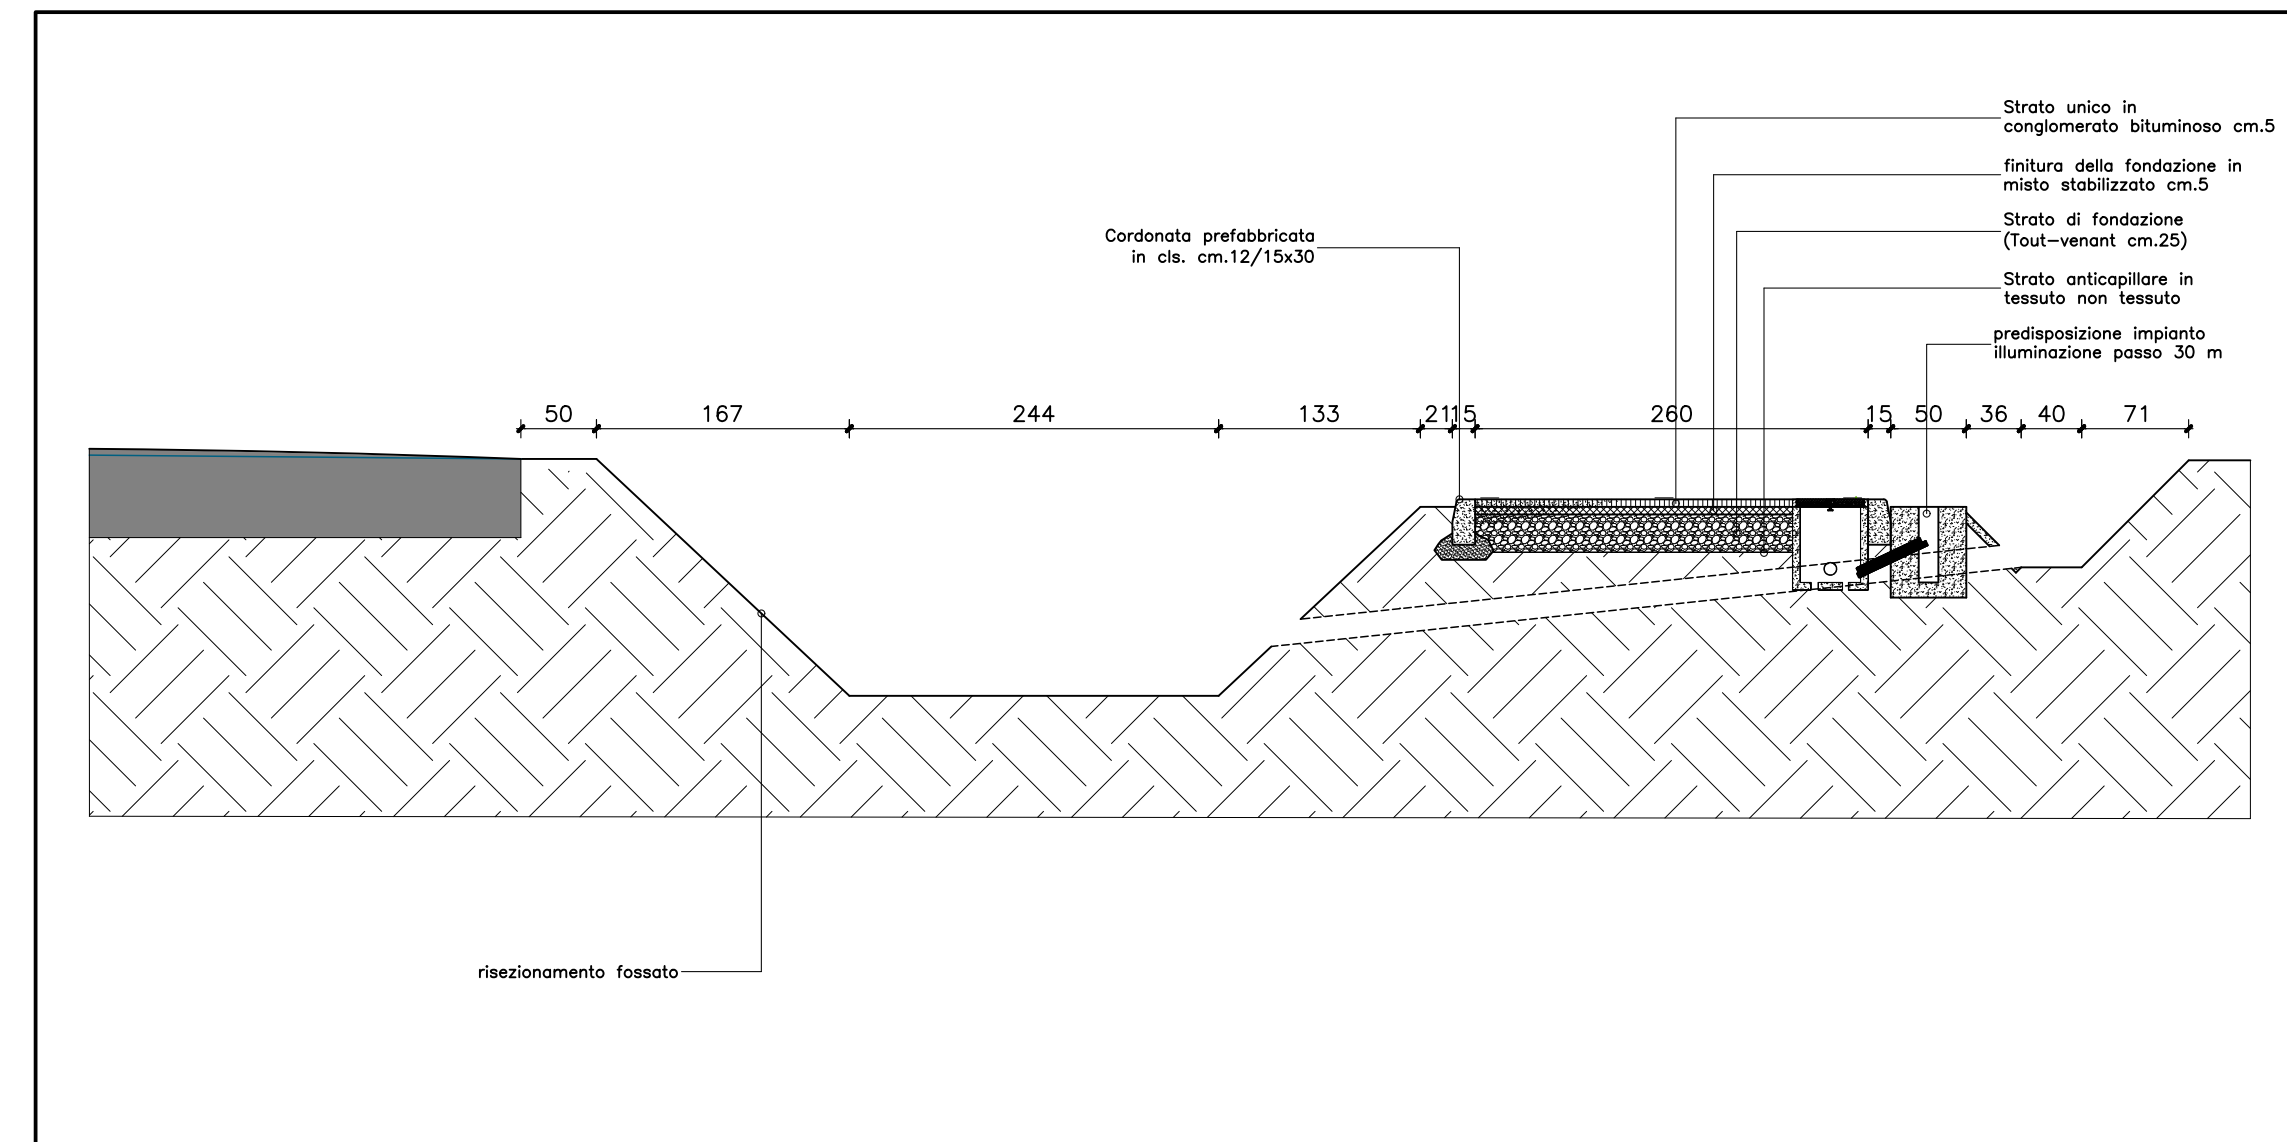 Strato unico in
conglomerato bituminoso cm.5
finitura della fondazione in
misto stabilizzato cm.5
Strato di fondazione
(Tout-venant cm.25)
Strato anticapillare in
tessuto non tessuto
predisposizione impianto
illuminazione passo 30 m
Cordonata prefabbricata
in cls. cm.12/15x30
50 167 244 133 21 15 260 15 50 36 40 71
risezionamento fossato